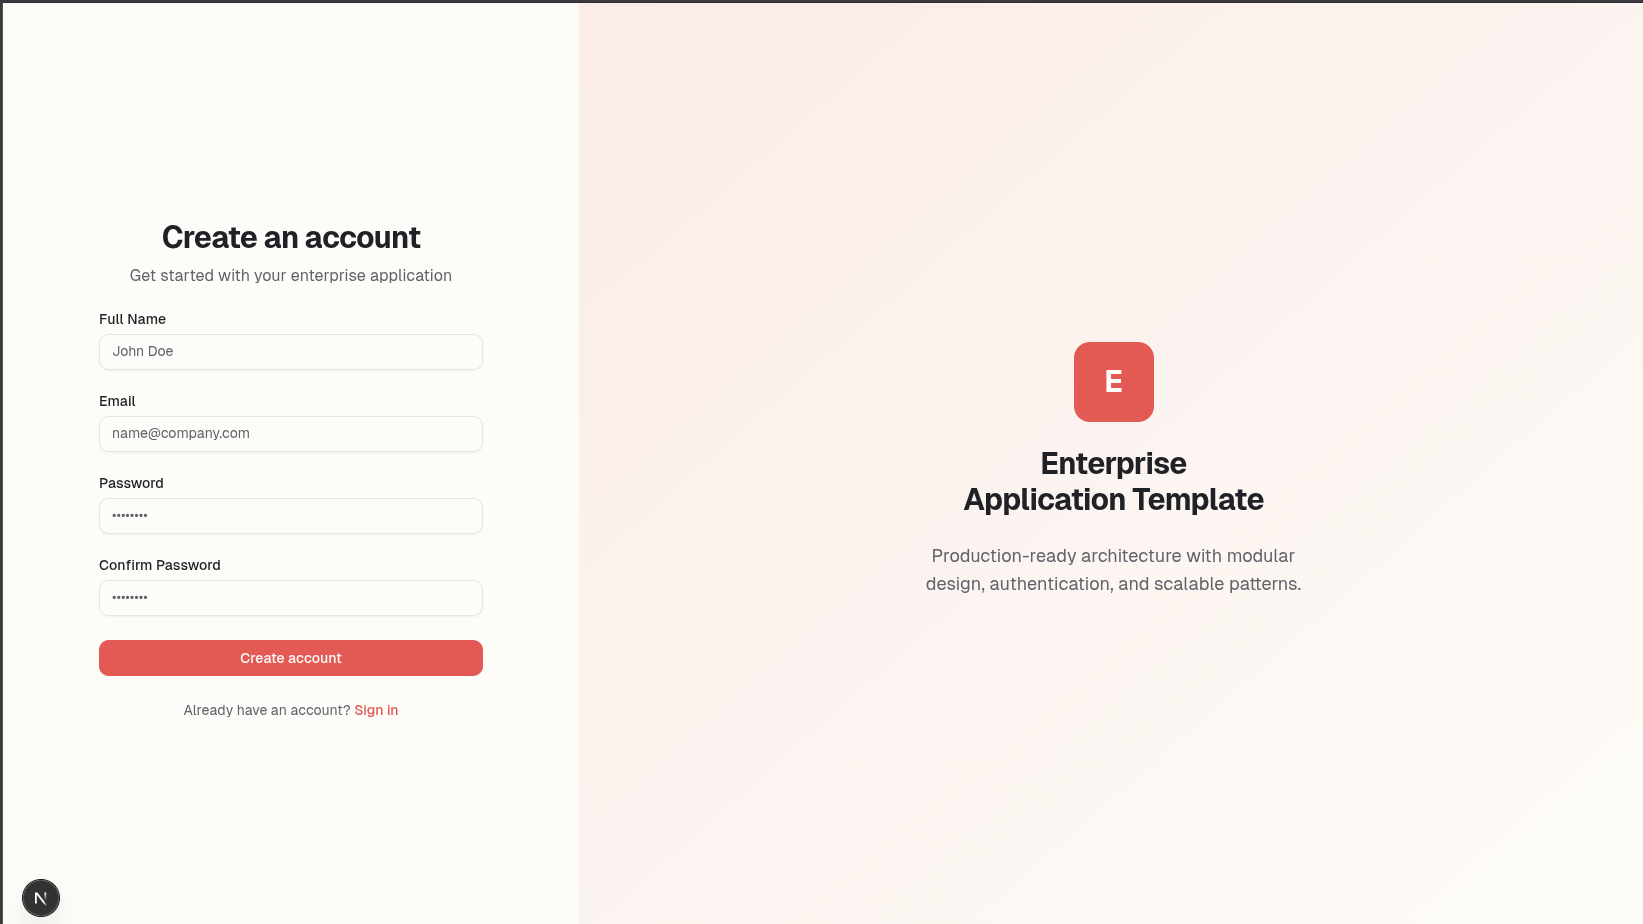 Create an account
Get started with your enterprise application
Full Name
John Doe
Email
name@company.com
Password
••••••••
Confirm Password
••••••••
Create account
Already have an account? Sign in
N
E
Enterprise
Application Template
Production-ready architecture with modular
design, authentication, and scalable patterns.